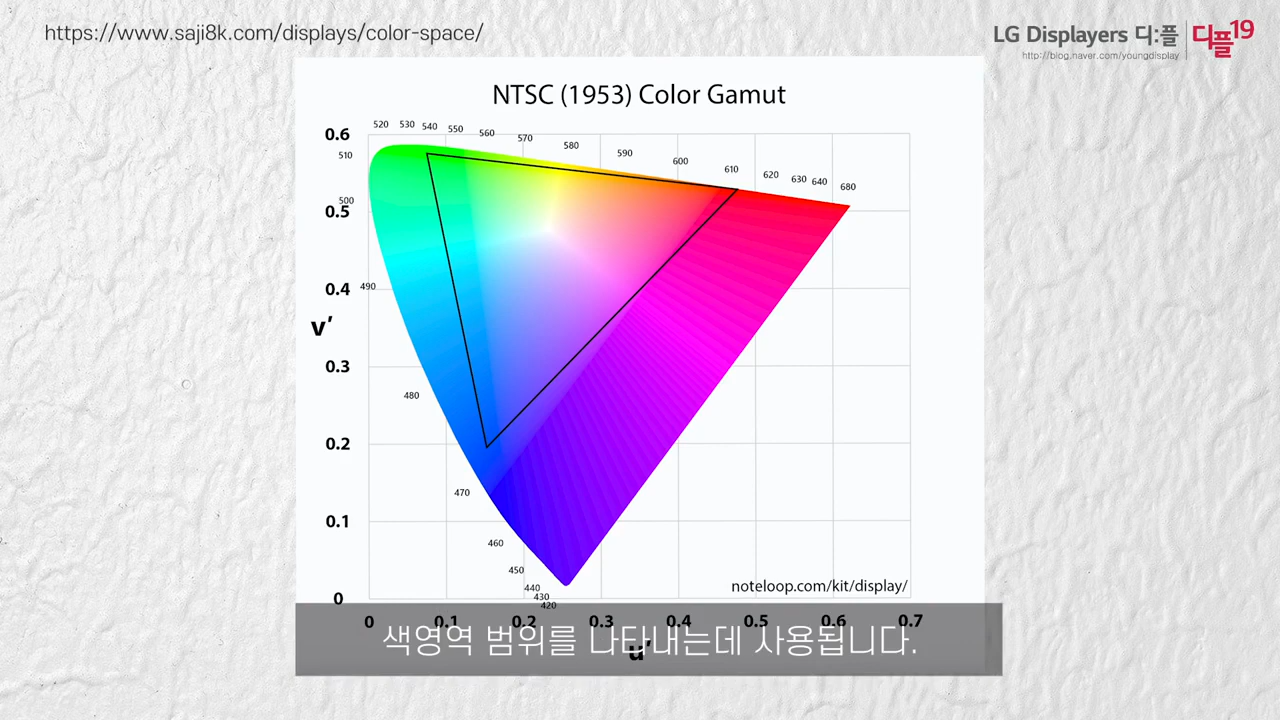 https://www.saji8k.com/displays/color-space/
LG Displayers 디:플
디플19
http://blog.naver.com/youngdisplay
NTSC (1953) Color Gamut
520 530 540 550 560 570 580 590 600 610 620 630 640 680
0.6
510
500
0.5
0.4 490
v′
0.3
480
0.2
470
0.1
460
450
440
430
420
noteloop.com/kit/display/
0
0 0.1 0.2 0.3 0.4 0.5 0.6 0.7
u′
색영역 범위를 나타내는데 사용됩니다.